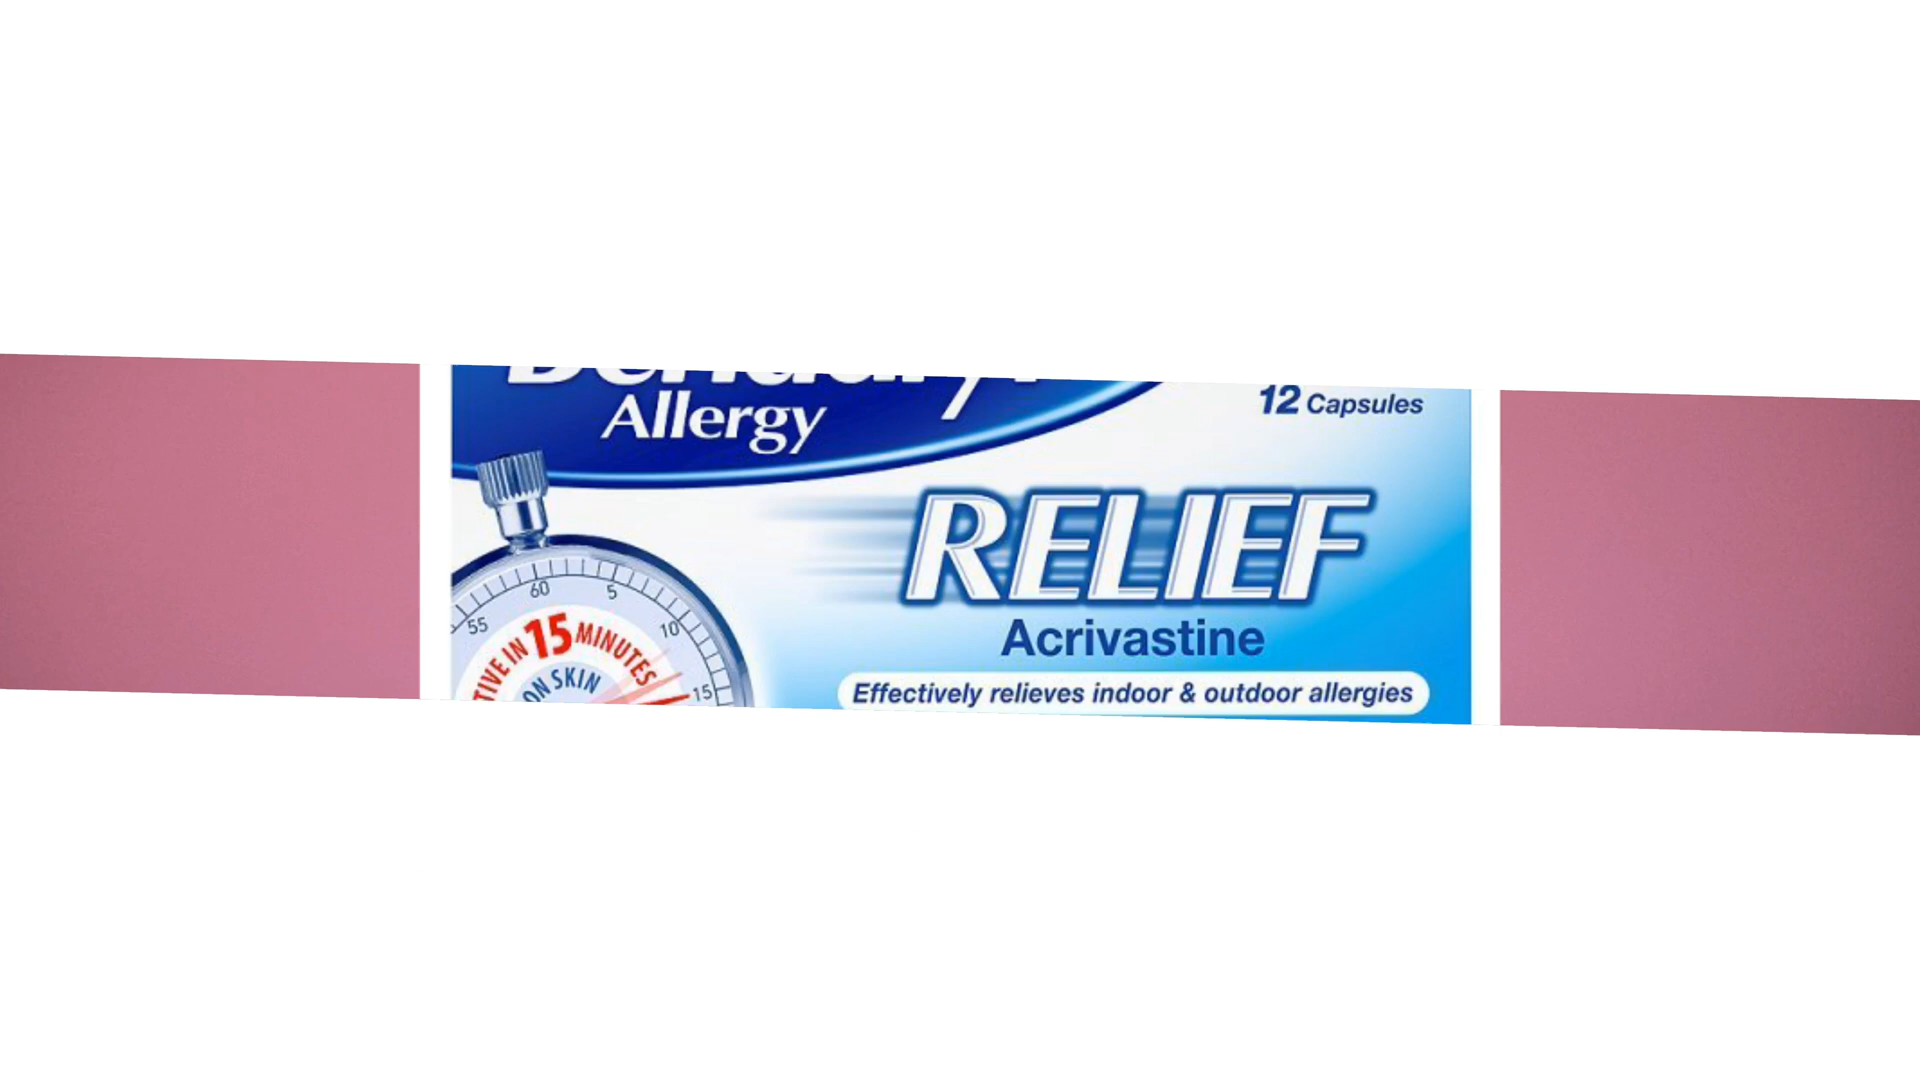 Allergy
12 Capsules
RELIEF
Acrivastine
Effectively relieves indoor & outdoor allergies
60 5
55 10
15
IN 15 MINUTES
ON SKIN